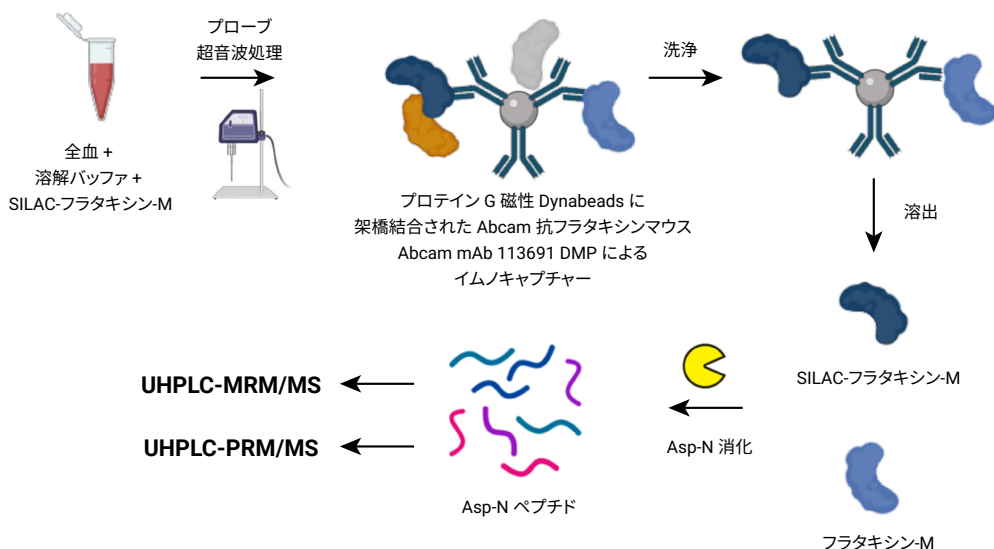 プローブ
超音波処理
全血 +
溶解バッファ +
SILAC-フラタキシン-M
プロテイン G 磁性 Dynabeads に
架橋結合された Abcam 抗フラタキシンマウス
Abcam mAb 113691 DMP による
イムノキャプチャー
洗浄
溶出
SILAC-フラタキシン-M
フラタキシン-M
Asp-N 消化
Asp-N ペプチド
UHPLC-MRM/MS
UHPLC-PRM/MS